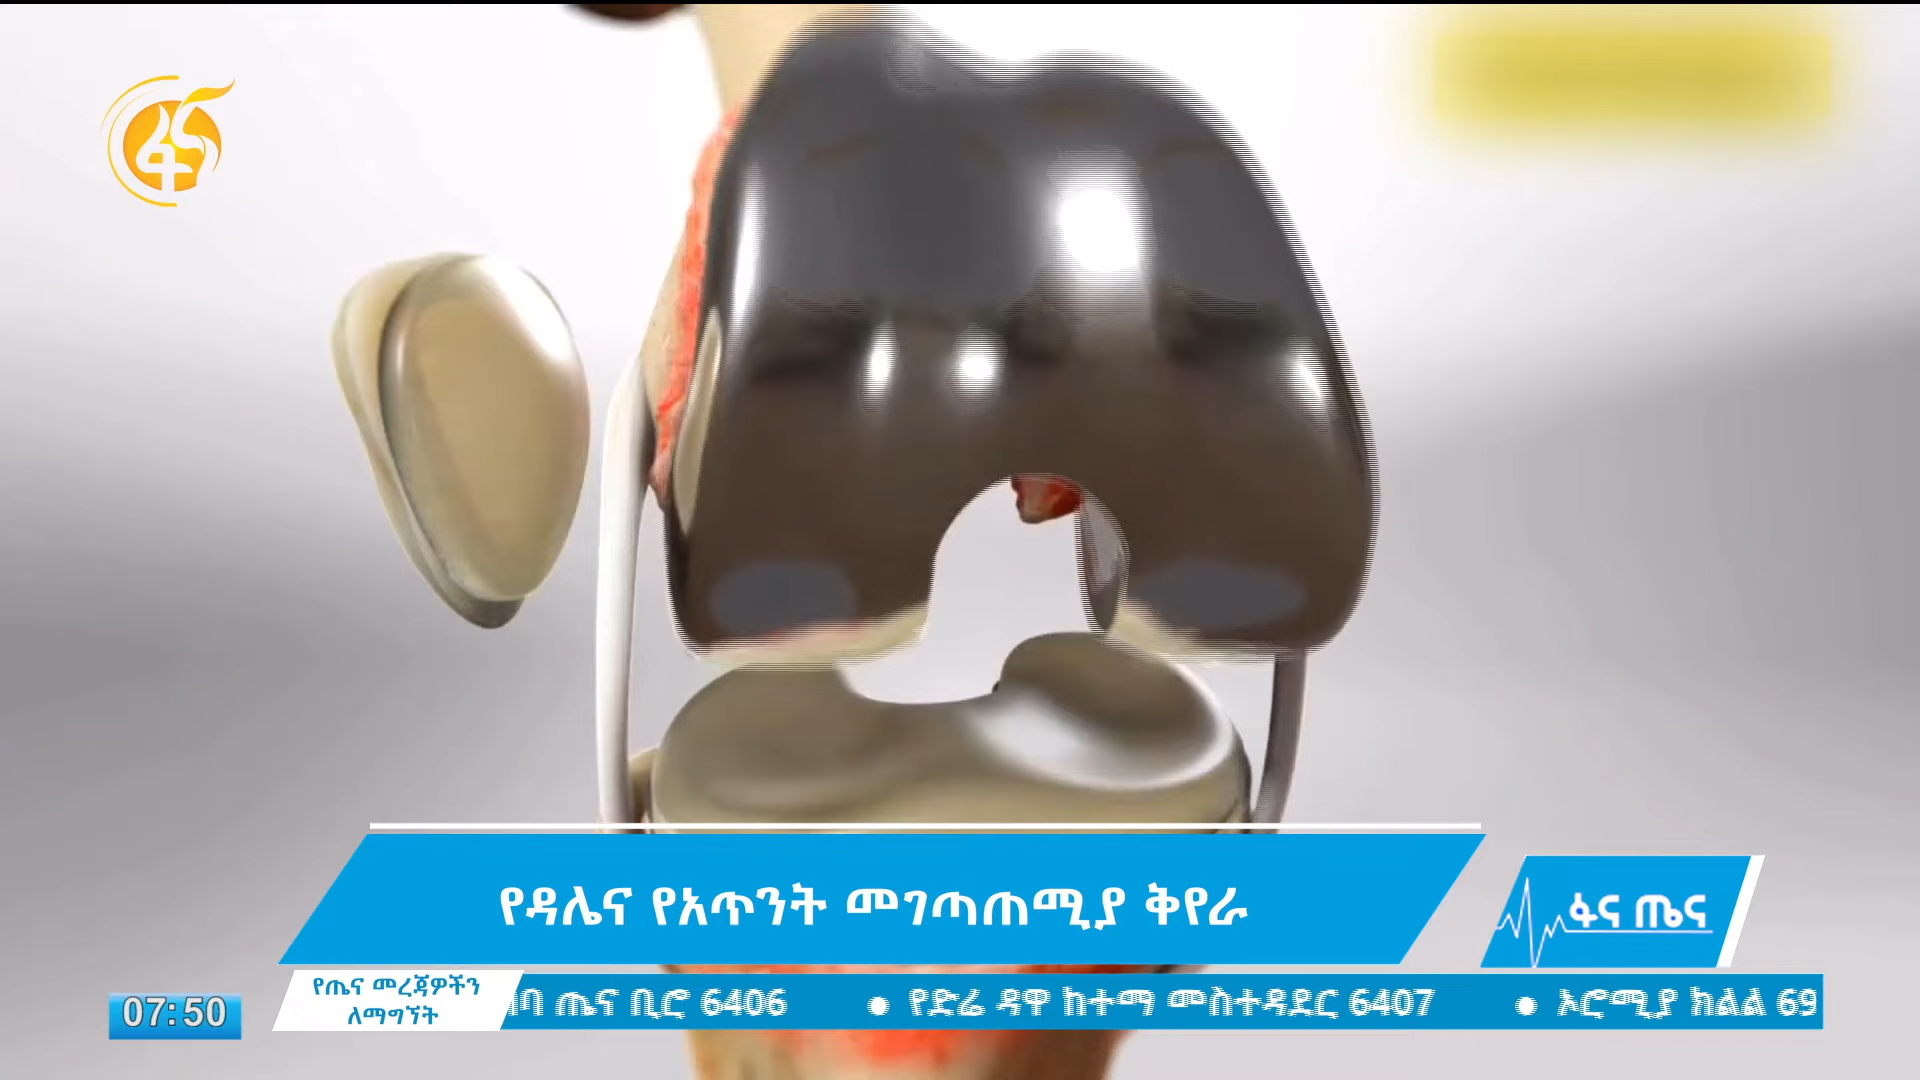 ፋና
የዳሌና የአጥንት መገጣጠሚያ ቅየራ
ፋና ጤና
የጤና መረጃዎችን
ለማግኘት
07:50
ጤና ቢሮ 6406 ● የድሬ ዳዋ ከተማ መስተዳደር 6407 ● ኦሮሚያ ክልል 69